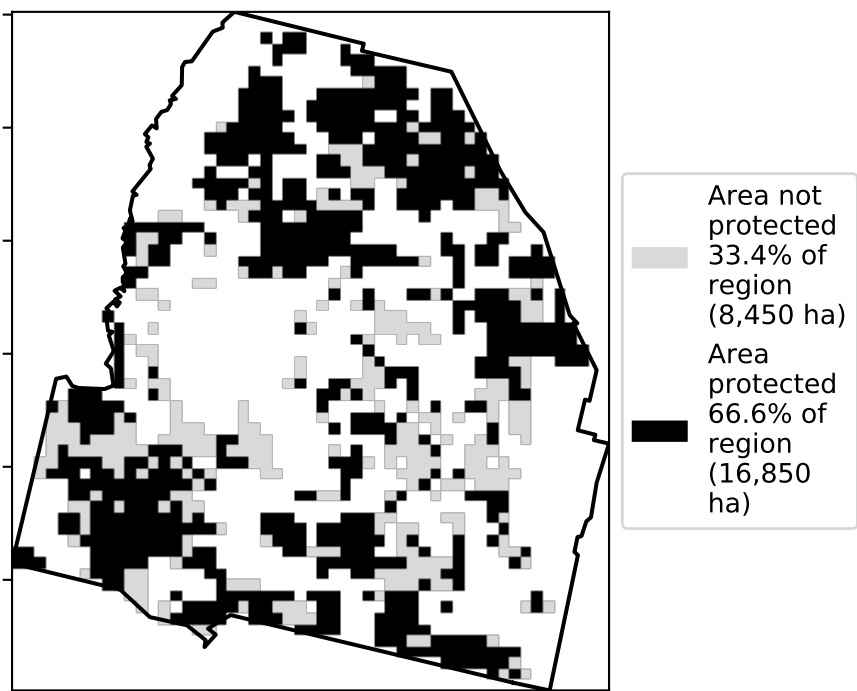 Area not
protected
33.4% of
region
(8,450 ha)
Area
protected
66.6% of
region
(16,850
ha)